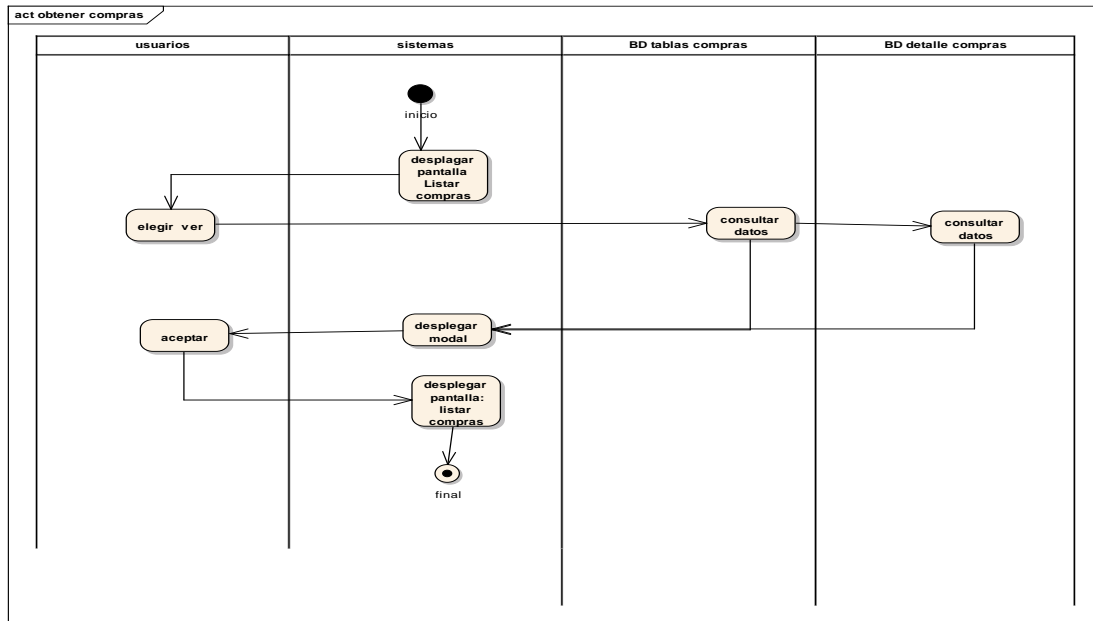 act obtener compras
usuarios
sistemas
BD tablas compras
BD detalle compras
inicio
desplagar
pantalla
Listar
compras
elegir ver
consultar
datos
consultar
datos
aceptar
desplegar
modal
desplegar
pantalla:
listar
compras
final